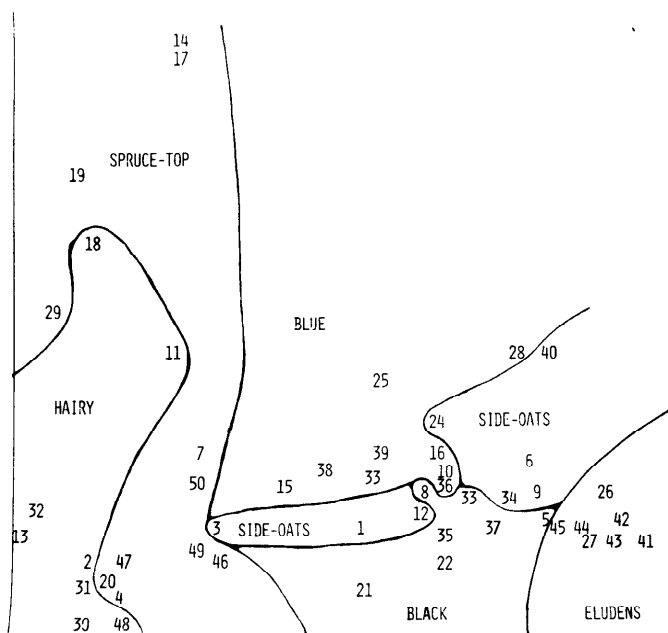 14
17
SPRUCE-TOP
19
18
29
BLUE
11
28 40
25
HAIRY
24 SIDE-OATS
7 39 16 6
38 33 10
50 15 36
8 33 34 9 26
32 12 5 45 44 42
3 SIDE-OATS 1 37
13 35 27 43 41
49 46
2 47 22
31 20 4 21
BLACK ELUDENS
30 48